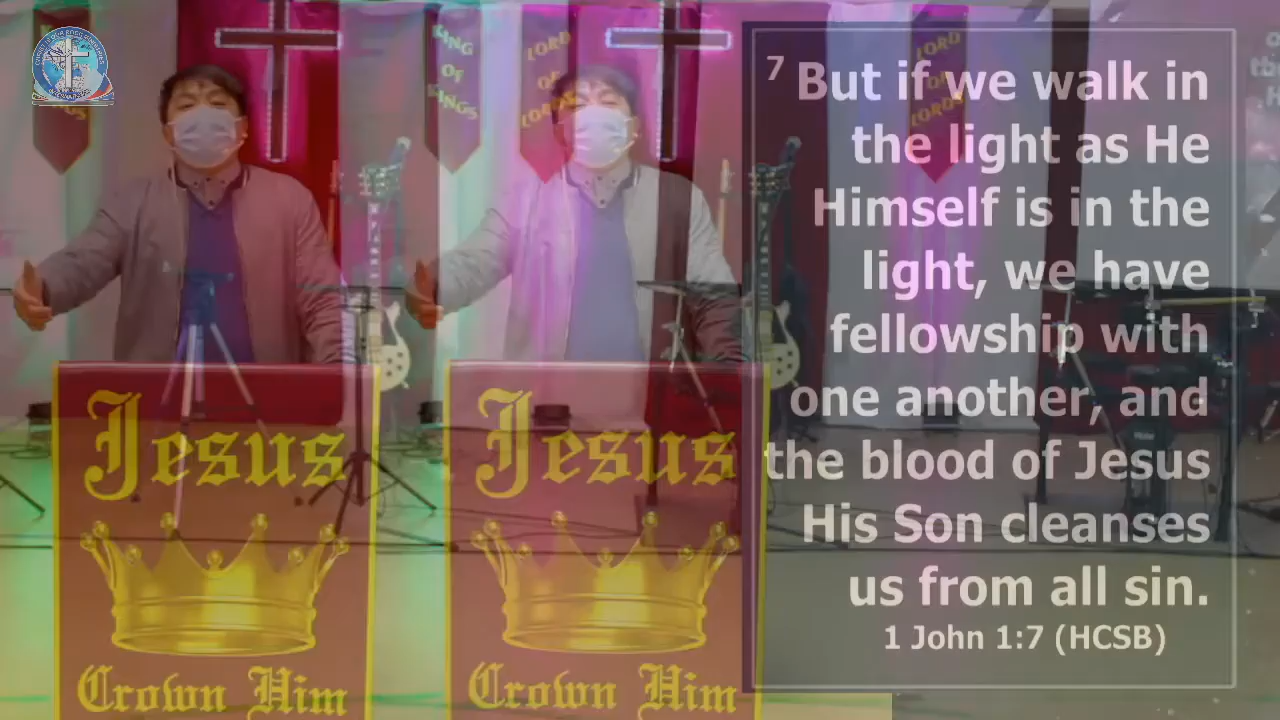 KING
OF
KINGS
LORD
OF
LORDS
LORD
OF
LORDS
7 But if we walk in
the light as He
Himself is in the
light, we have
fellowship with
one another, and
the blood of Jesus
His Son cleanses
us from all sin.
1 John 1:7 (HCSB)
Jesus
Crown Him
Jesus
Crown Him